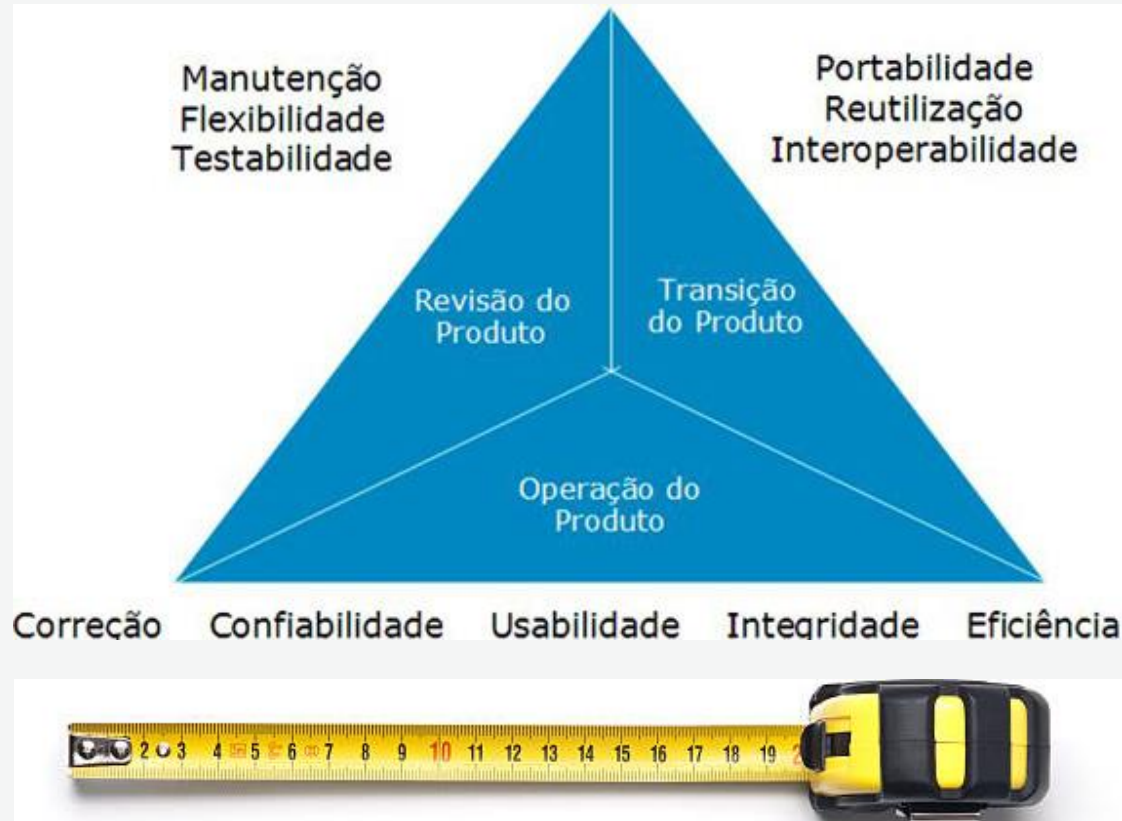 Manutenção
Flexibilidade
Testabilidade
Portabilidade
Reutilização
Interoperabilidade
Revisão do
Produto
Transição
do Produto
Operação do
Produto
Correção Confiabilidade Usabilidade Integridade Eficiência
2 3 4 5 6 7 8 9 10 11 12 13 14 15 16 17 18 19